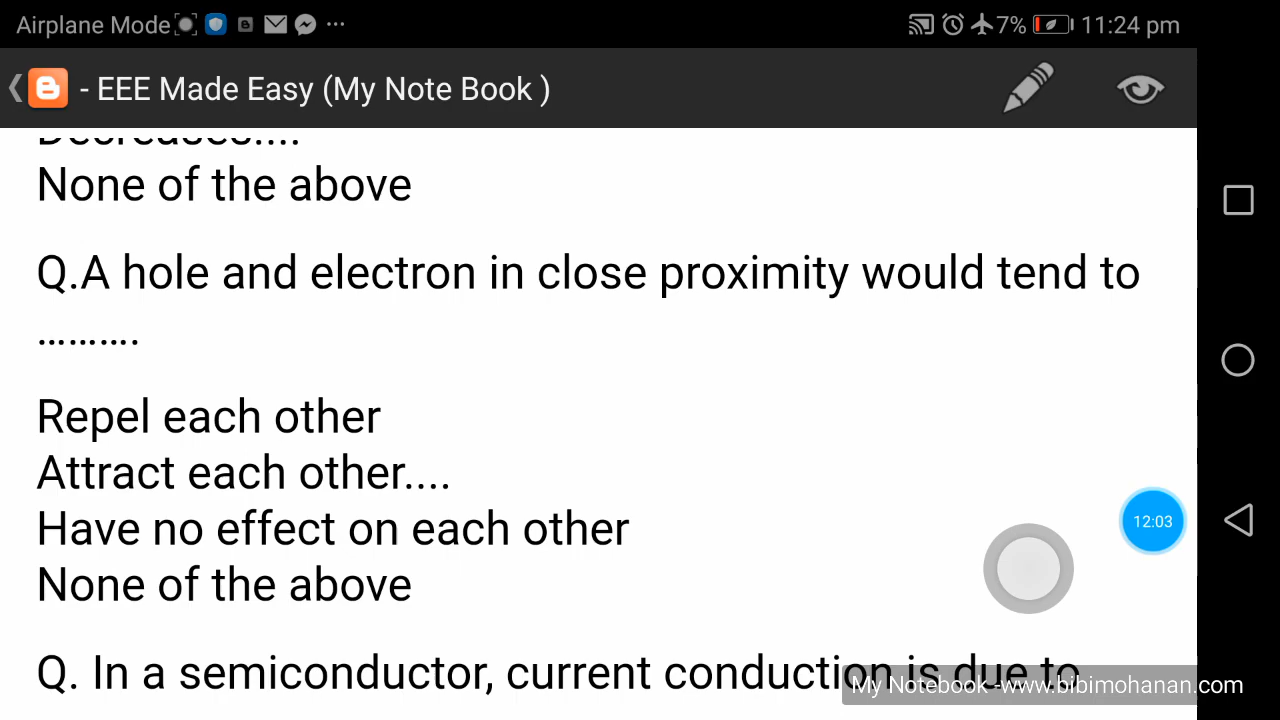 Airplane Mode ... 7% 11:24 pm
- EEE Made Easy (My Note Book )
Decreases....
None of the above
Q.A hole and electron in close proximity would tend to
..........
Repel each other
Attract each other....
Have no effect on each other
None of the above
12:03
Q. In a semiconductor, current conduction is due to
My Notebook -www.bibimohanan.com